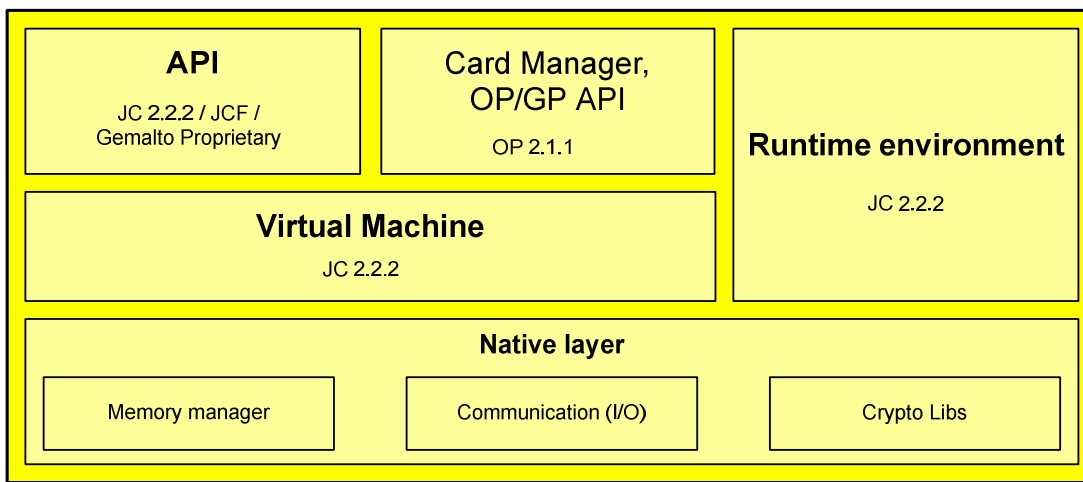 API
JC 2.2.2 / JCF /
Gemalto Proprietary
Card Manager,
OP/GP API
OP 2.1.1
Runtime environment
JC 2.2.2
Virtual Machine
JC 2.2.2
Native layer
Memory manager
Communication (I/O)
Crypto Libs